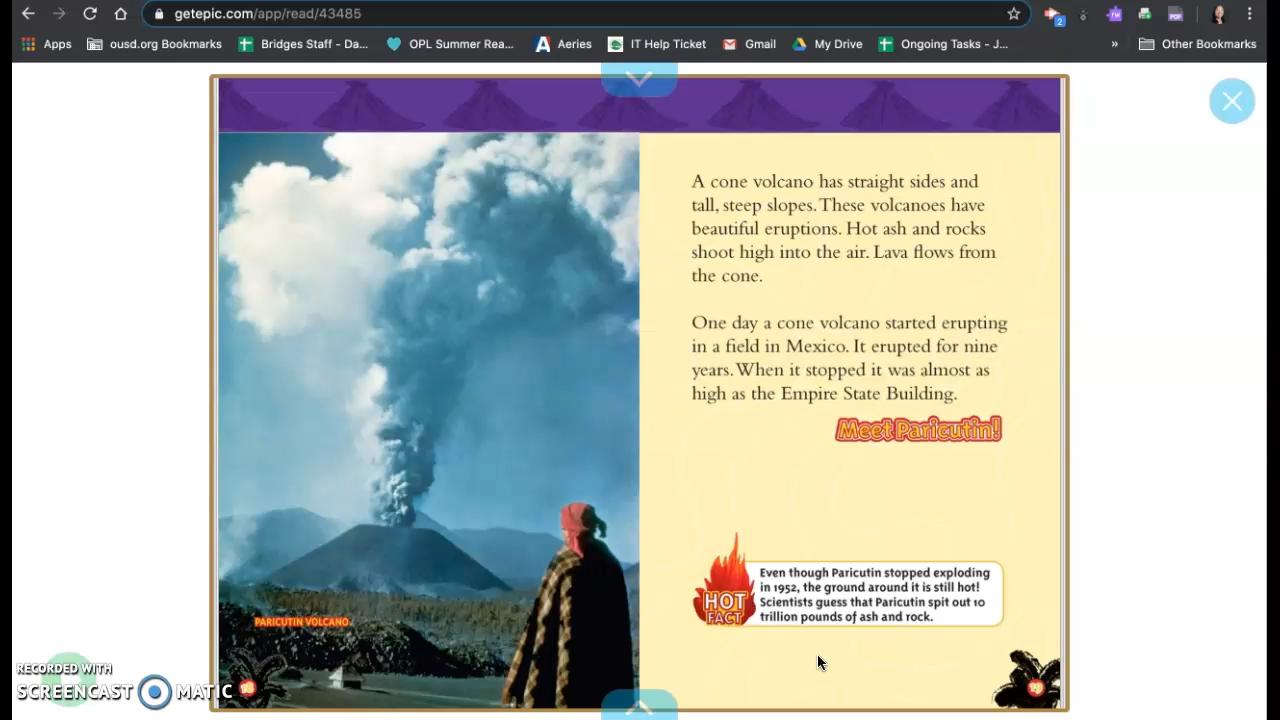 getepic.com/app/read/43485
2
PDF
Apps
ousd.org Bookmarks
Bridges Staff - Da...
OPL Summer Rea...
Aeries
IT Help Ticket
Gmail
My Drive
Ongoing Tasks - J...
»
Other Bookmarks
A cone volcano has straight sides and
tall, steep slopes. These volcanoes have
beautiful eruptions. Hot ash and rocks
shoot high into the air. Lava flows from
the cone.
One day a cone volcano started erupting
in a field in Mexico. It erupted for nine
years. When it stopped it was almost as
high as the Empire State Building.
Meet Paricutin!
HOT
FACT
Even though Paricutin stopped exploding
in 1952, the ground around it is still hot!
Scientists guess that Paricutin spit out 10
trillion pounds of ash and rock.
PARICUTIN VOLCANO
RECORDED WITH
SCREENCAST MATIC